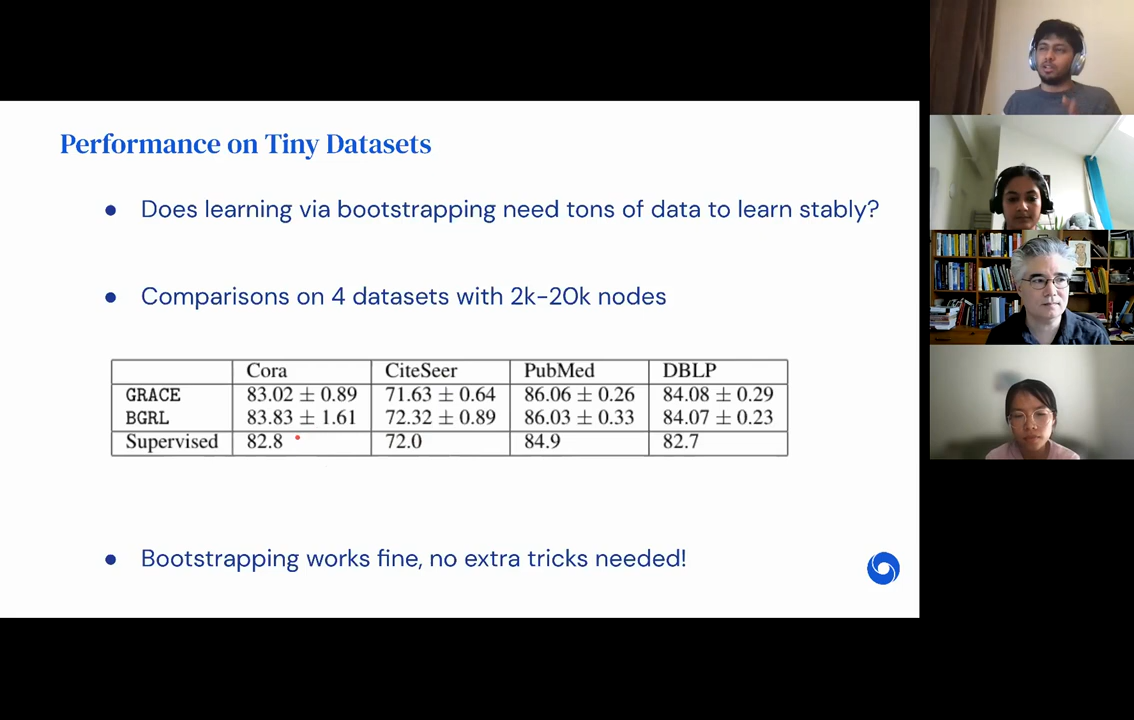 Performance on Tiny Datasets
● Does learning via bootstrapping need tons of data to learn stably?
● Comparisons on 4 datasets with 2k-20k nodes
Cora CiteSeer PubMed DBLP
GRACE 83.02 ± 0.89 71.63 ± 0.64 86.06 ± 0.26 84.08 ± 0.29
BGRL 83.83 ± 1.61 72.32 ± 0.89 86.03 ± 0.33 84.07 ± 0.23
Supervised 82.8 72.0 84.9 82.7
● Bootstrapping works fine, no extra tricks needed!